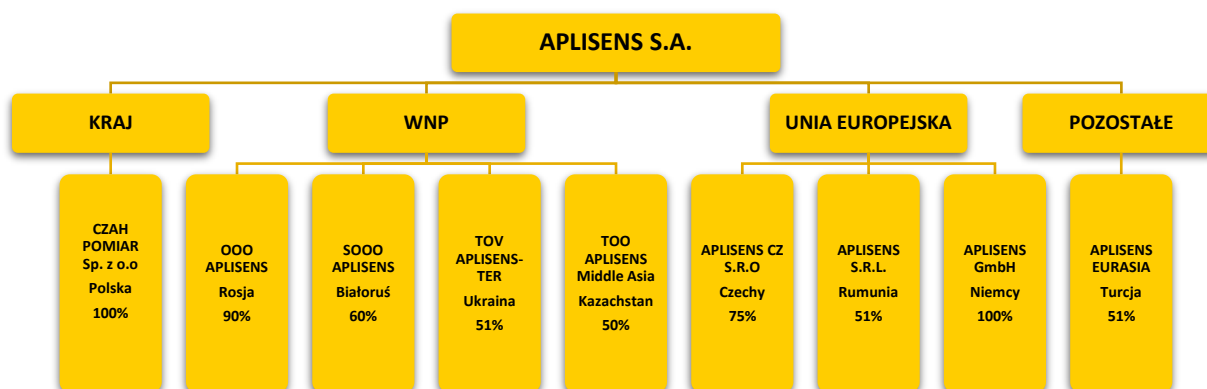 APLISENS S.A.
KRAJ
WNP
UNIA EUROPEJSKA
POZOSTAŁE
CZAH
POMIAR
Sp. z o.o
Polska
100%
OOO
APLISENS
Rosja
90%
SOOO
APLISENS
Białoruś
60%
TOV
APLISENS-
TER
Ukraina
51%
TOO
APLISENS
Middle Asia
Kazachstan
50%
APLISENS CZ
S.R.O
Czechy
75%
APLISENS
S.R.L.
Rumunia
51%
APLISENS
GmbH
Niemcy
100%
APLISENS
EURASIA
Turcja
51%